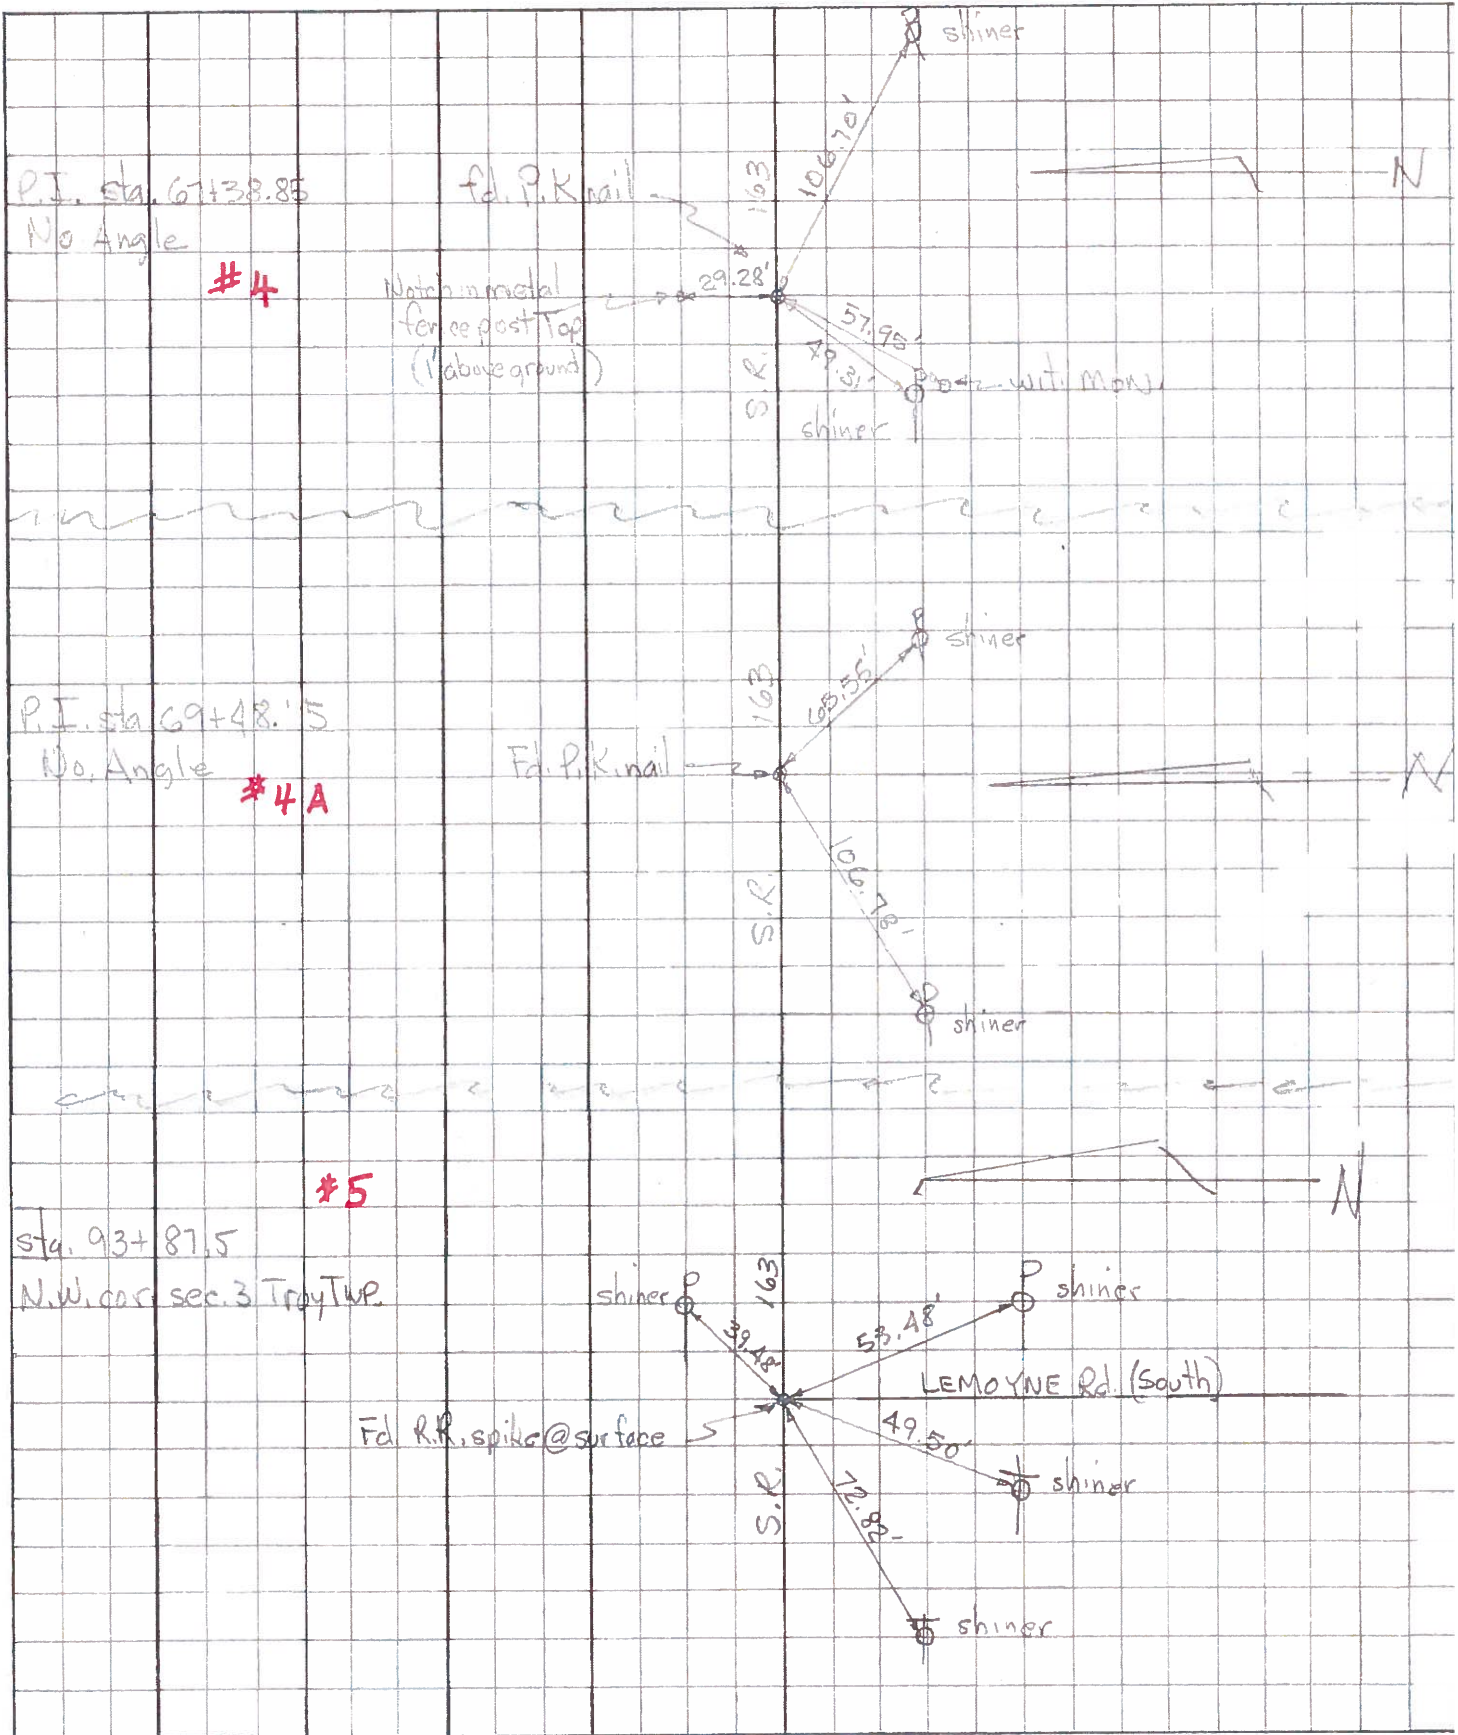 shiner
106.70'
P.I. sta. 67+38.85
No Angle
#4
fd. P.K nail
163
N
29.28'
Notch in metal
fence post Top
(1' above ground)
57.95'
49.31'
wit. Mon.
S.R.
shiner
shiner
163
65.55'
P.I. sta 69+48.15
No. Angle
#4A
Fd. P.K. nail
N
106.78'
S.R.
shiner
#5
N
sta. 93+87.5
N.W. cor sec. 3 Troy Twp.
163
shiner
39.48'
53.48'
shiner
LEMOYNE Rd. (South)
Fd. R.R. spike @ surface
49.50'
S.R.
72.82'
shiner
shiner